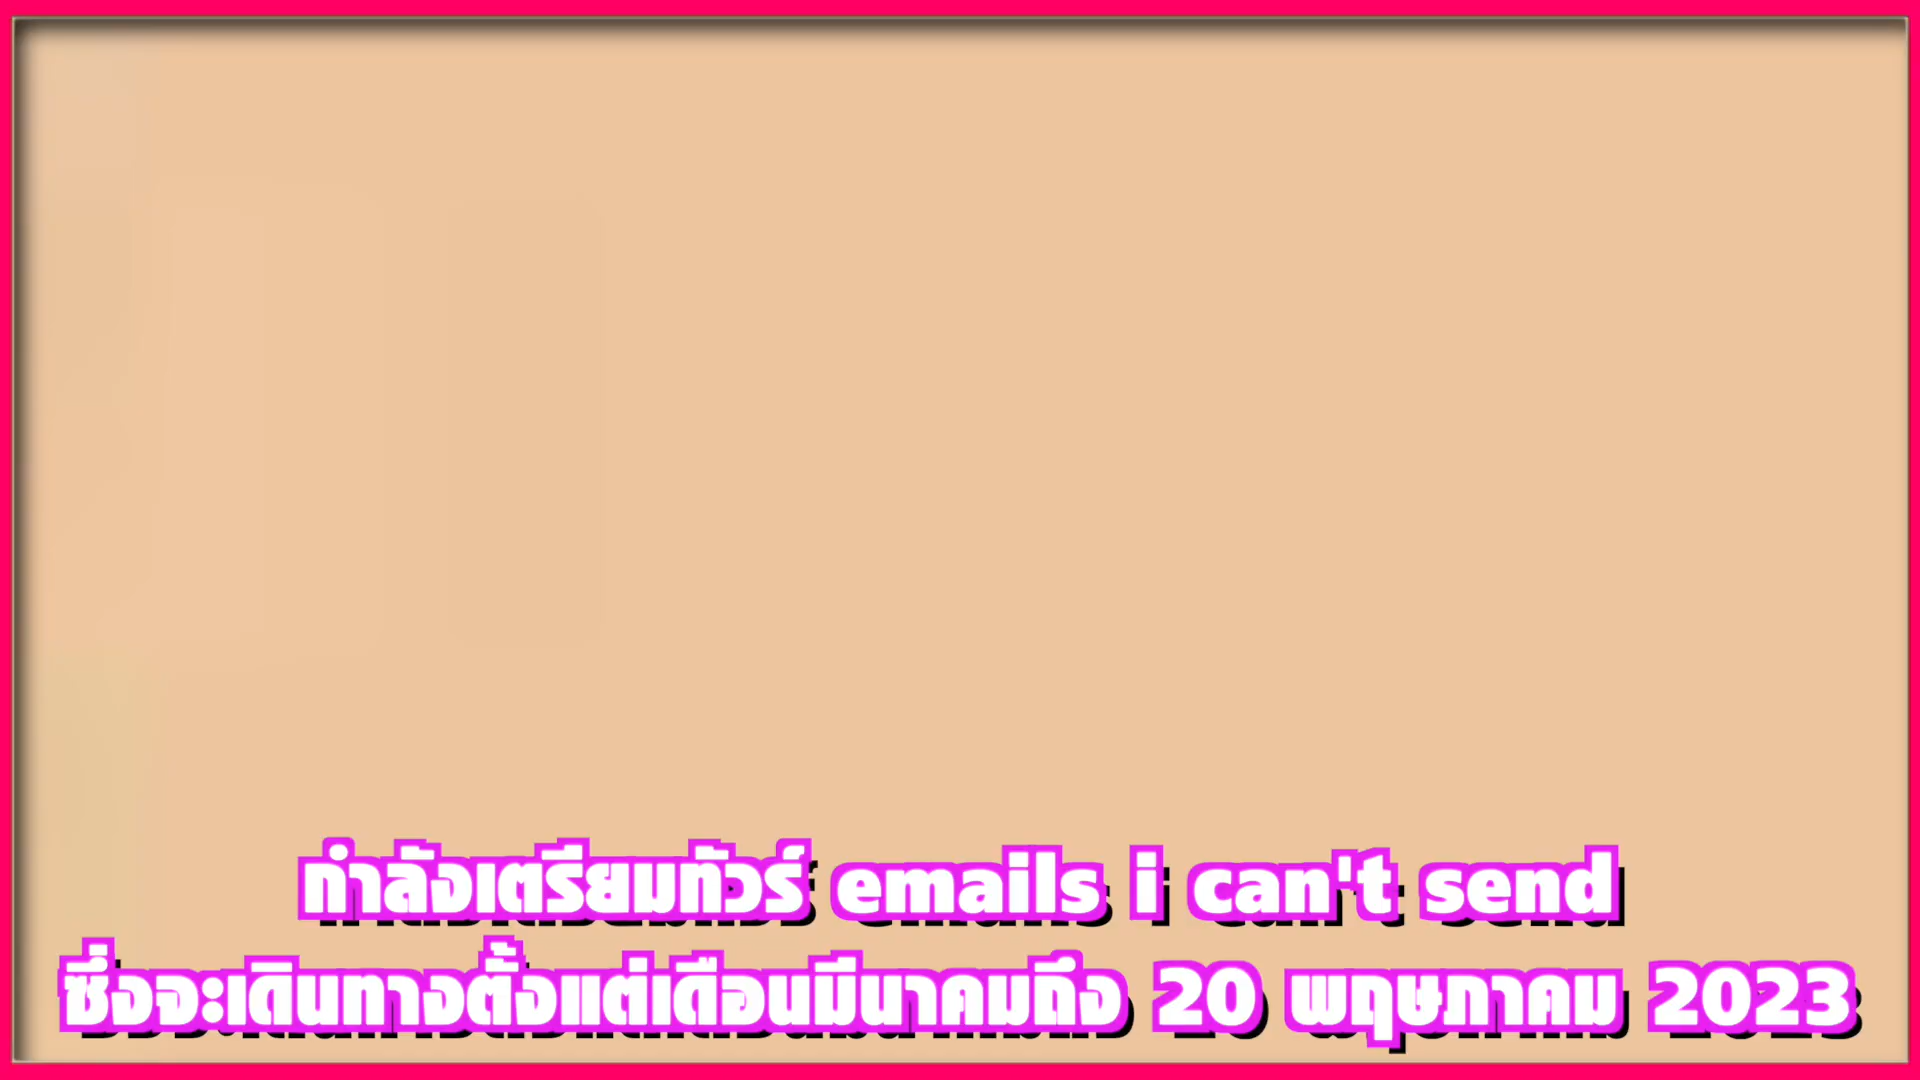 กำลังเตรียมทัวร์ emails i can't send
ซึ่งจะเดินทางตั้งแต่เดือนมีนาคมถึง 20 พฤษภาคม 2023